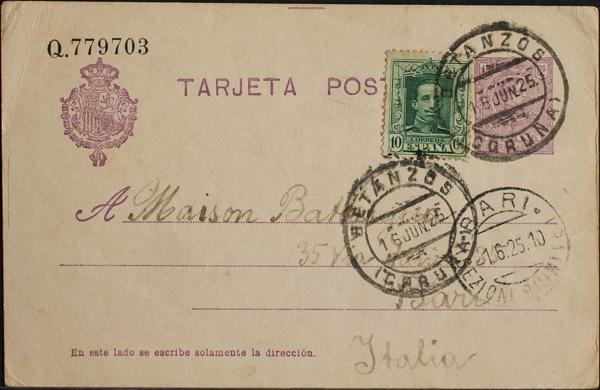 Q.779703
TARJETA POST
15
10 CORREOS Cs
ESPAÑA
BETANZOS
16 JUN 25
(CORUÑA)
A Maison
BETANZOS
16 JUN 25
(CORUÑA)
35
BARI
21.6.25.10
Bari
Italia
En este lado se escribe solamente la dirección.